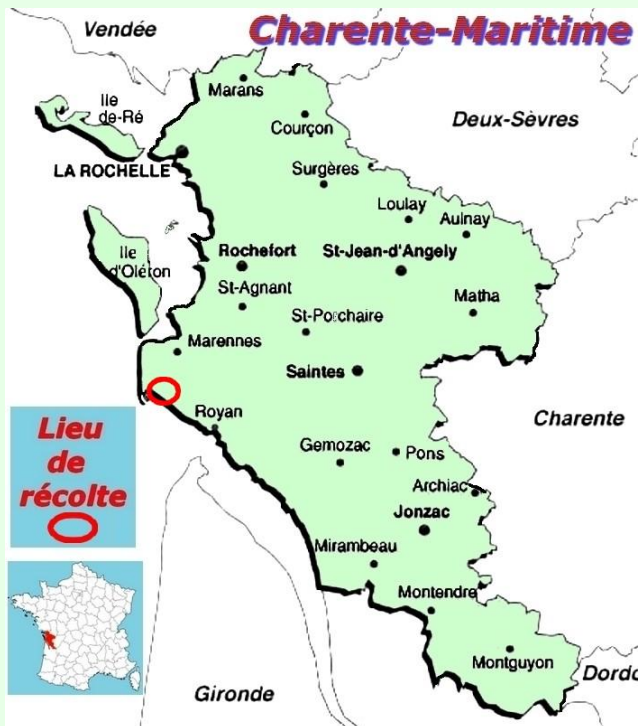 Vendée
Charente-Maritime
Marans
Ile
de-Ré
Courçon
Deux-Sèvres
LA ROCHELLE
Surgères
Loulay
Aulnay
Ile
d'Oléron
Rochefort
St-Jean-d'Angely
St-Agnant
Matha
St-Porchaire
Marennes
Saintes
Royan
Charente
Lieu
de
récolte
Gemozac
Pons
Archiac
Jonzac
Mirambeau
Montendre
Montguyon
Dordo
Gironde